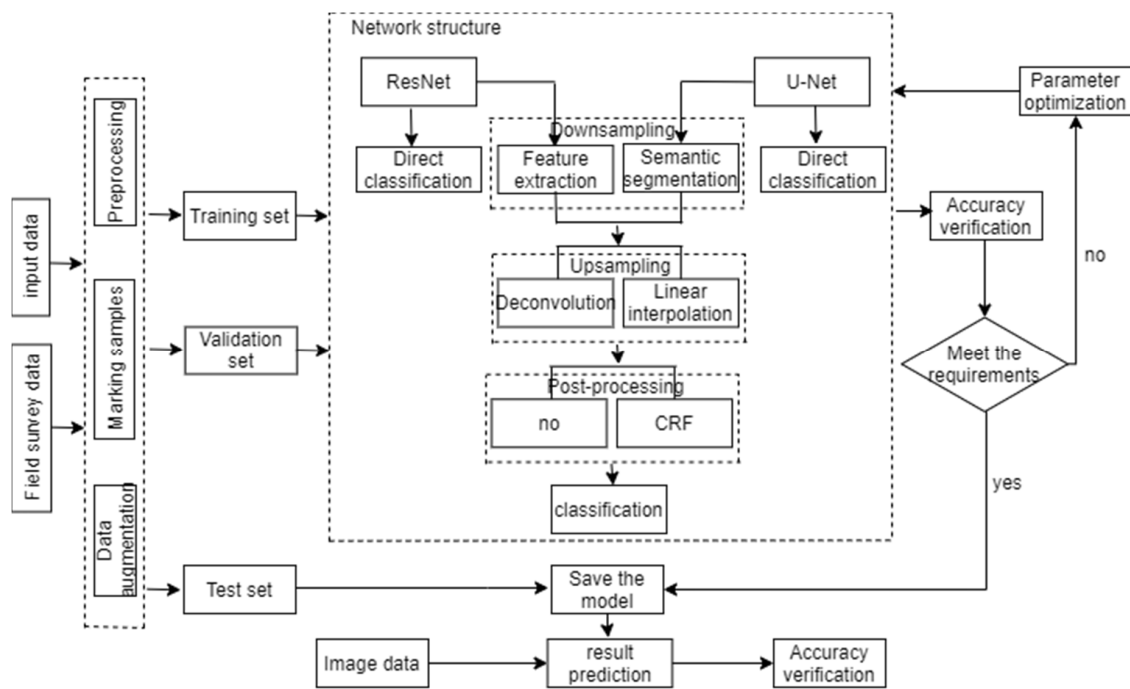 input data
Field survey data
Preprocessing
Marking samples
Data
augmentation
Training set
Validation
set
Test set
Network structure
ResNet
U-Net
Direct
classification
Downsampling
Feature
extraction
Semantic
segmentation
Direct
classification
Upsampling
Deconvolution
Linear
interpolation
Post-processing
no
CRF
classification
Parameter
optimization
Accuracy
verification
no
Meet the
requirements
yes
Save the
model
Image data
result
prediction
Accuracy
verification